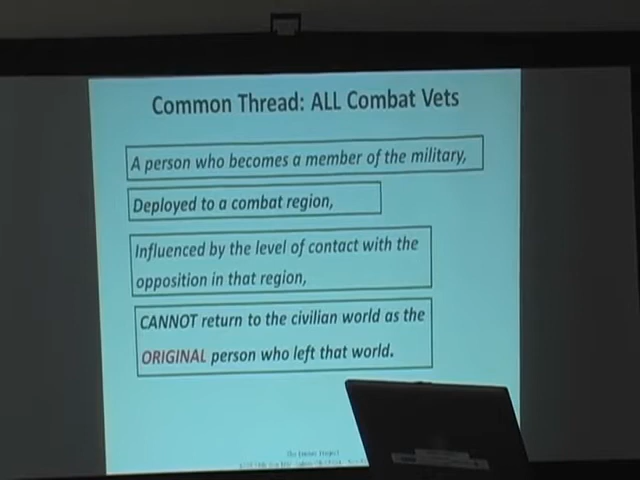 Common Thread: ALL Combat Vets
A person who becomes a member of the military,
Deployed to a combat region,
Influenced by the level of contact with the
opposition in that region,
CANNOT return to the civilian world as the
ORIGINAL person who left that world.